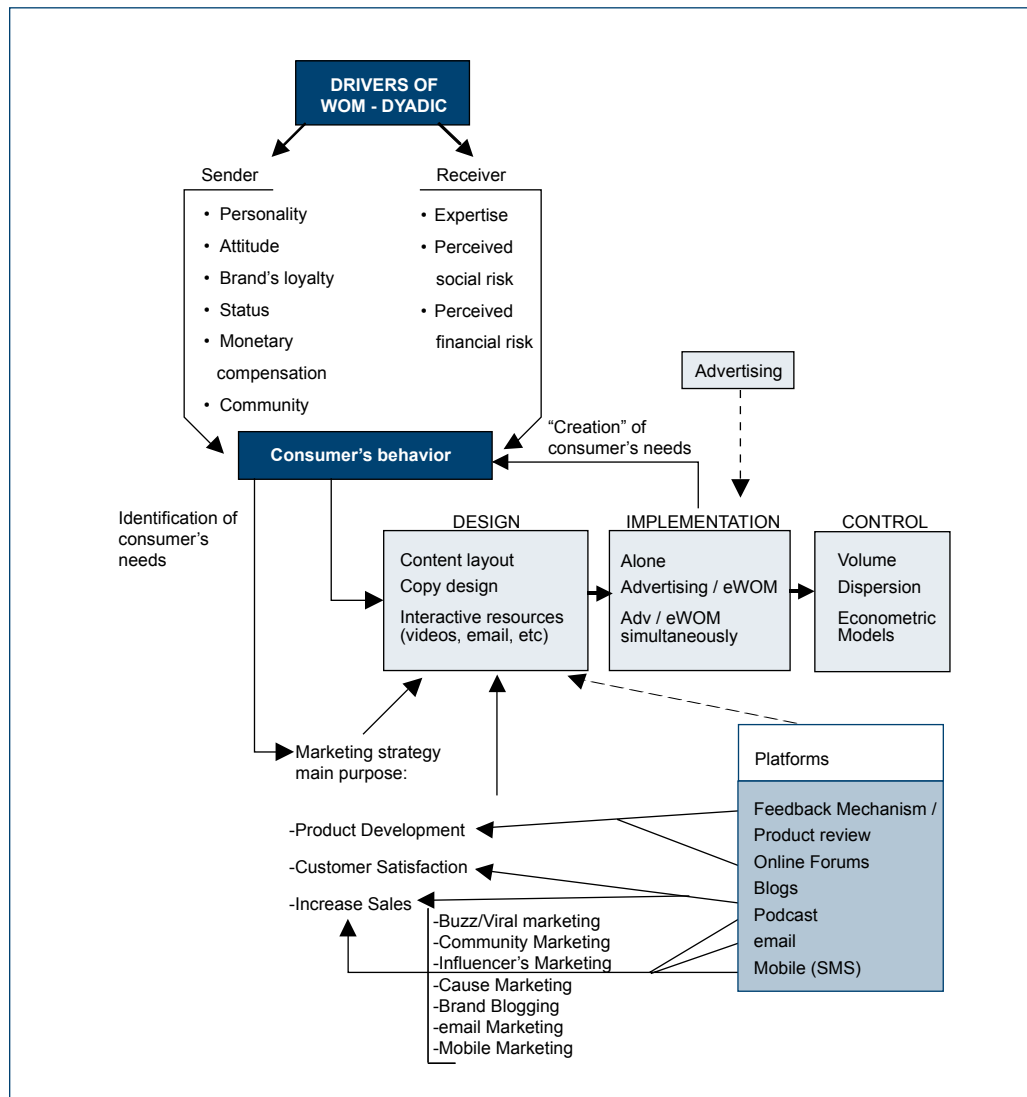 DRIVERS OF
WOM - DYADIC
Sender
• Personality
• Attitude
• Brand’s loyalty
• Status
• Monetary
compensation
• Community
Receiver
• Expertise
• Perceived
social risk
• Perceived
financial risk
Advertising
“Creation” of
consumer’s needs
Consumer’s behavior
Identification of
consumer’s
needs
DESIGN
Content layout
Copy design
Interactive resources
(videos, email, etc)
IMPLEMENTATION
Alone
Advertising / eWOM
Adv / eWOM
simultaneously
CONTROL
Volume
Dispersion
Econometric
Models
Marketing strategy
main purpose:
-Product Development
-Customer Satisfaction
-Increase Sales
-Buzz/Viral marketing
-Community Marketing
-Influencer’s Marketing
-Cause Marketing
-Brand Blogging
-email Marketing
-Mobile Marketing
Platforms
Feedback Mechanism /
Product review
Online Forums
Blogs
Podcast
email
Mobile (SMS)